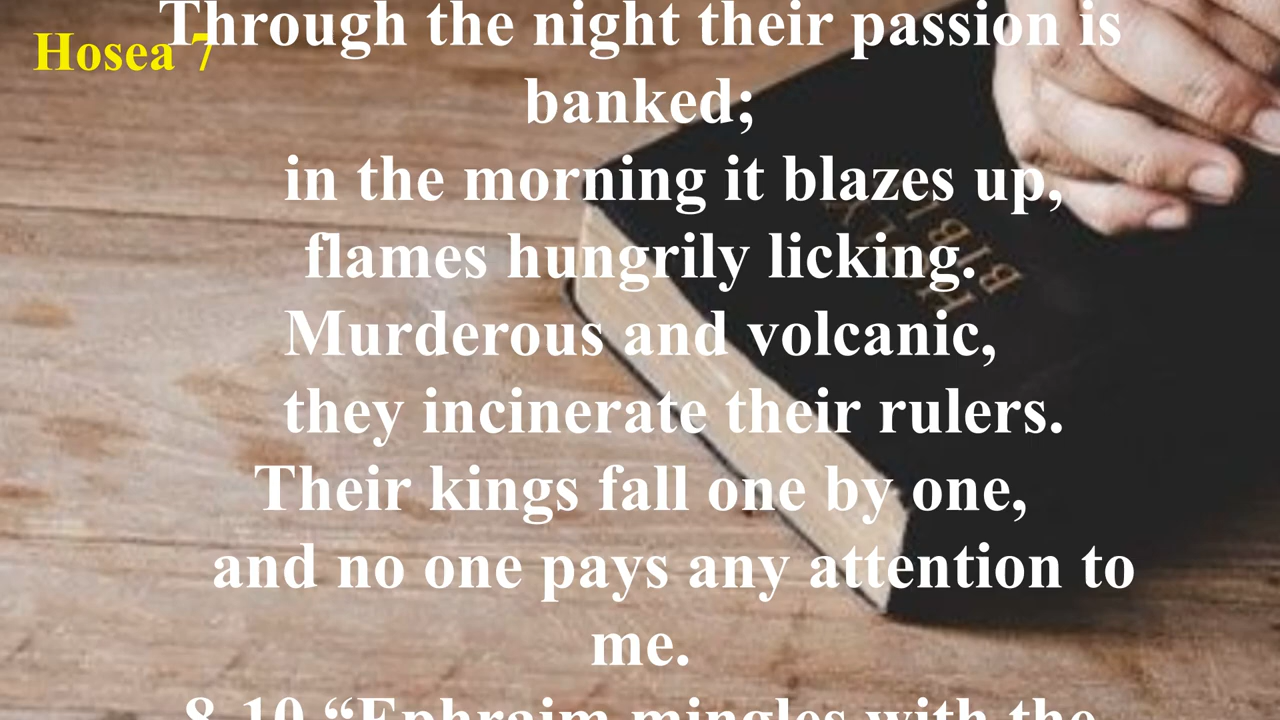 Hosea 7
Through the night their passion is
banked;
in the morning it blazes up,
flames hungrily licking.
Murderous and volcanic,
they incinerate their rulers.
Their kings fall one by one,
and no one pays any attention to
me.
8-10 “Ephraim mingles with the
HOLY
BIBLE